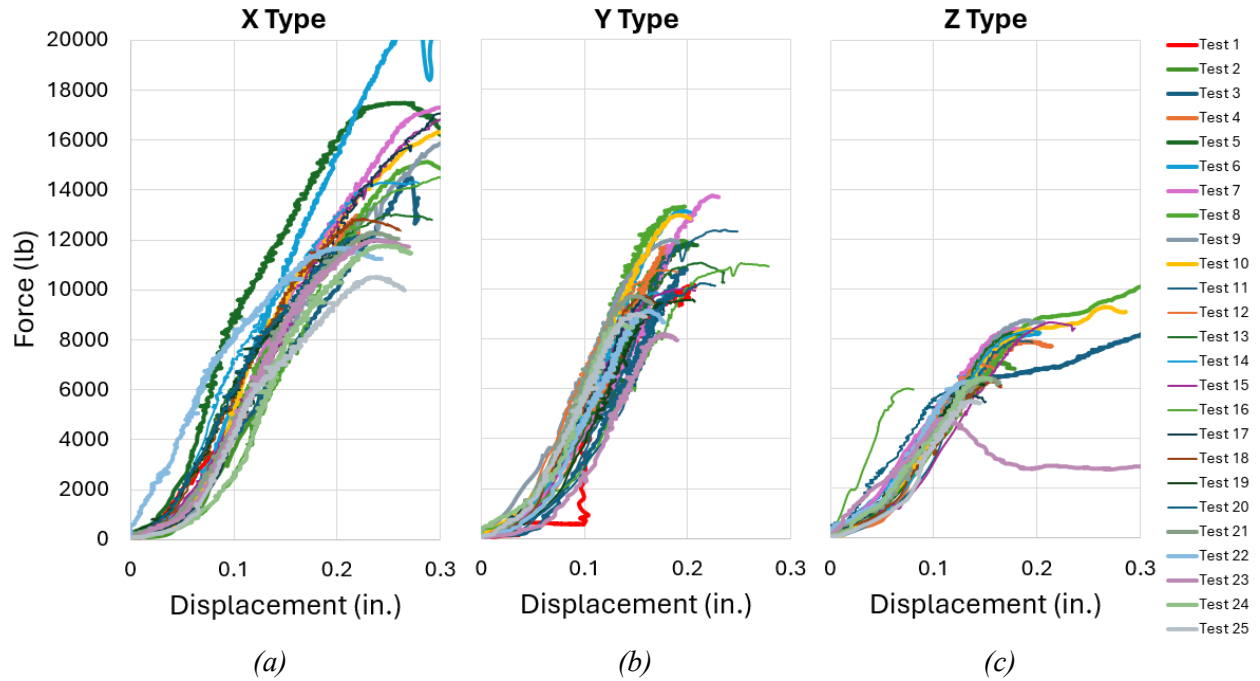 X Type
Y Type
Z Type
Force (lb)
20000
18000
16000
14000
12000
10000
8000
6000
4000
2000
0
0 0.1 0.2 0.3
0 0.1 0.2 0.3
0 0.1 0.2 0.3
Displacement (in.)
Displacement (in.)
Displacement (in.)
(a)
(b)
(c)
Test 1
Test 2
Test 3
Test 4
Test 5
Test 6
Test 7
Test 8
Test 9
Test 10
Test 11
Test 12
Test 13
Test 14
Test 15
Test 16
Test 17
Test 18
Test 19
Test 20
Test 21
Test 22
Test 23
Test 24
Test 25